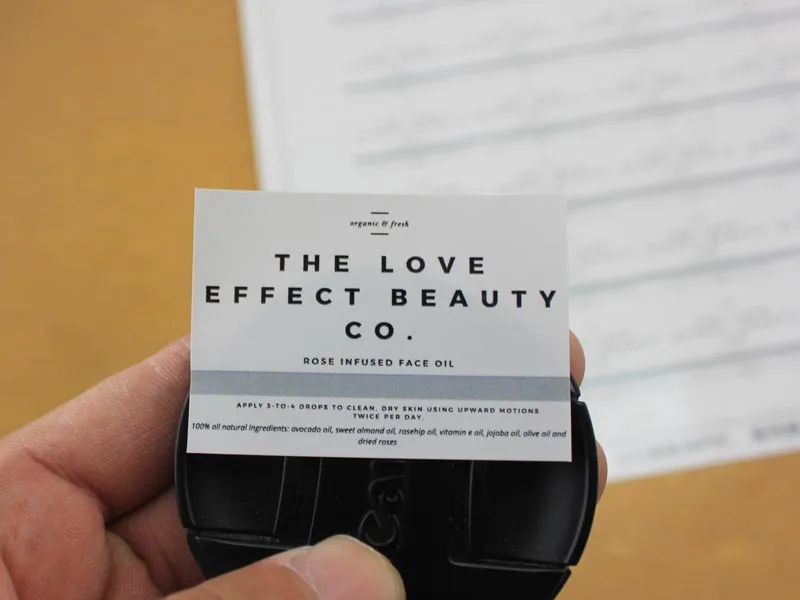 organic & fresh
THE LOVE
EFFECT BEAUTY
CO.
ROSE INFUSED FACE OIL
APPLY 3-TO-4 DROPS TO CLEAN, DRY SKIN USING UPWARD MOTIONS
TWICE PER DAY.
100% all natural Ingredients: avocado oil, sweet almond oil, rosehip oil, vitamin e oil, jojoba oil, olive oil and
dried roses
Can